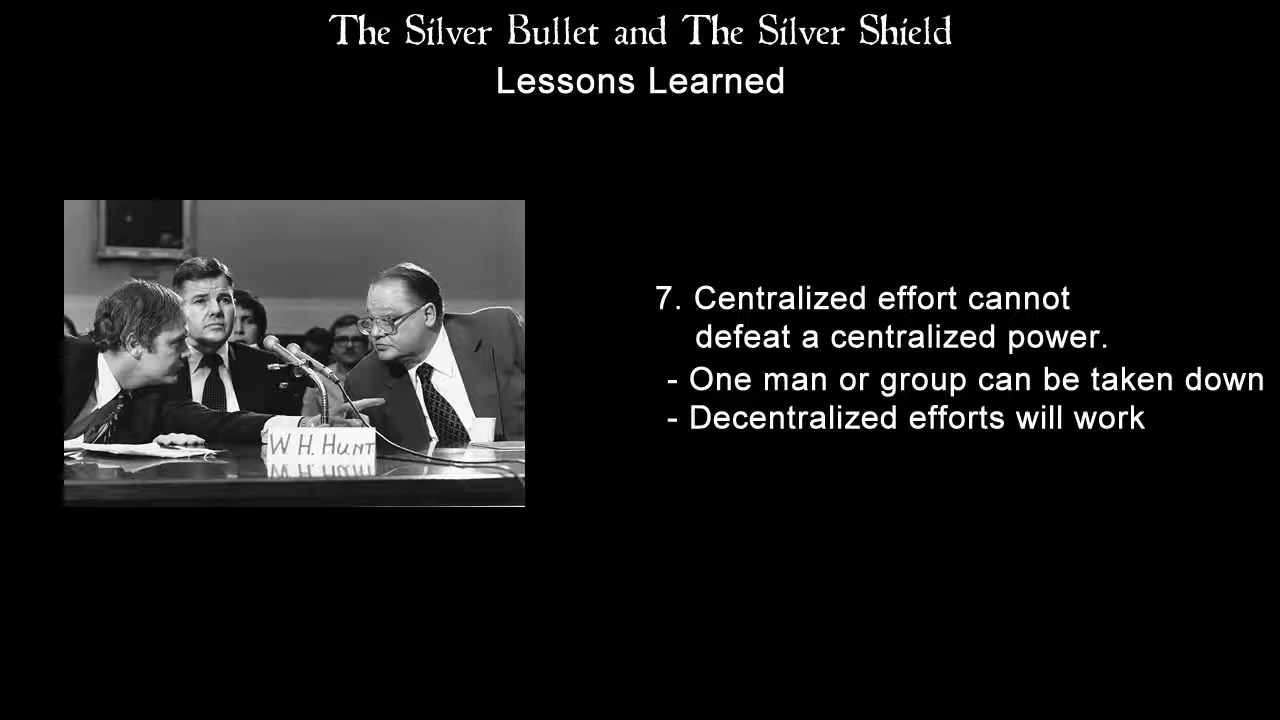 The Silver Bullet and The Silver Shield
Lessons Learned
7. Centralized effort cannot
defeat a centralized power.
- One man or group can be taken down
- Decentralized efforts will work
W H. HUNT